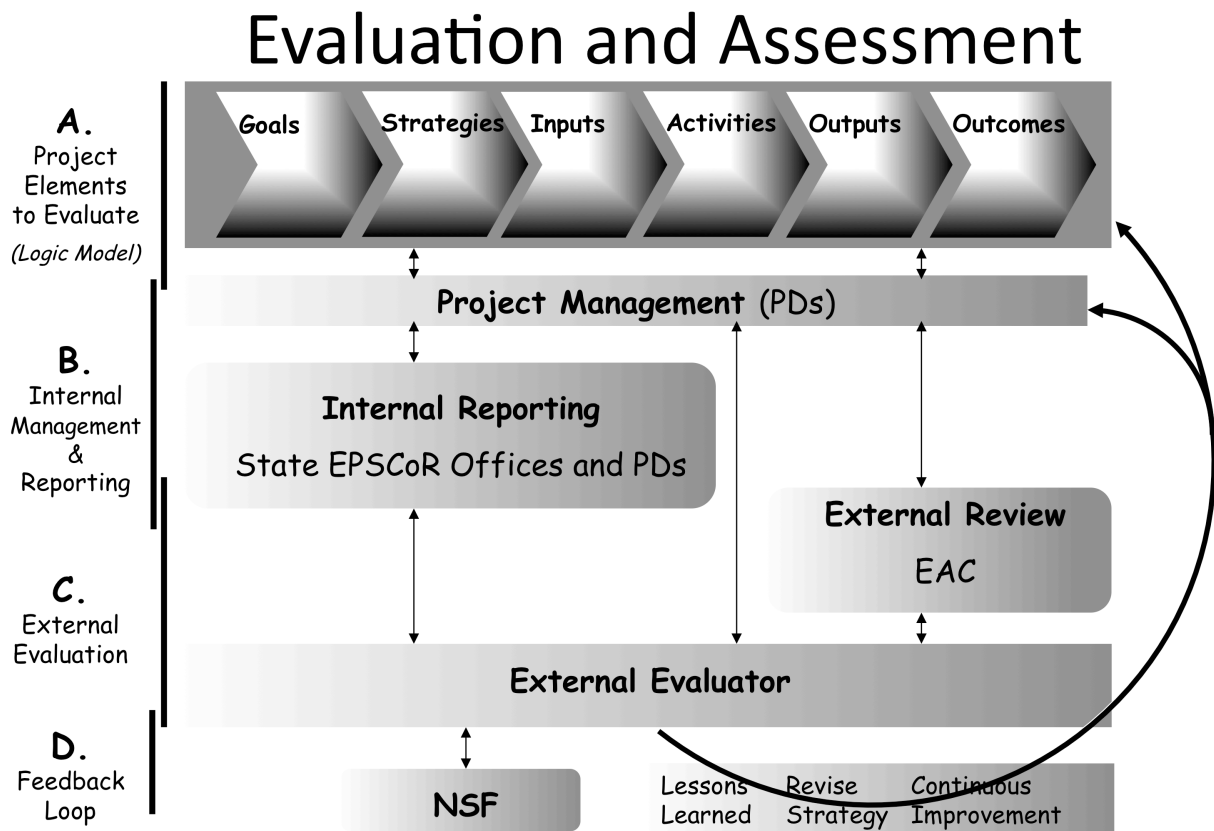 Evaluation and Assessment
A.
Project
Elements
to Evaluate
(Logic Model)
Goals
Strategies
Inputs
Activities
Outputs
Outcomes
Project Management (PDs)
B.
Internal
Management
&
Reporting
Internal Reporting
State EPSCoR Offices and PDs
External Review
EAC
C.
External
Evaluation
External Evaluator
D.
Feedback
Loop
NSF
Lessons Revise Continuous
Learned Strategy Improvement